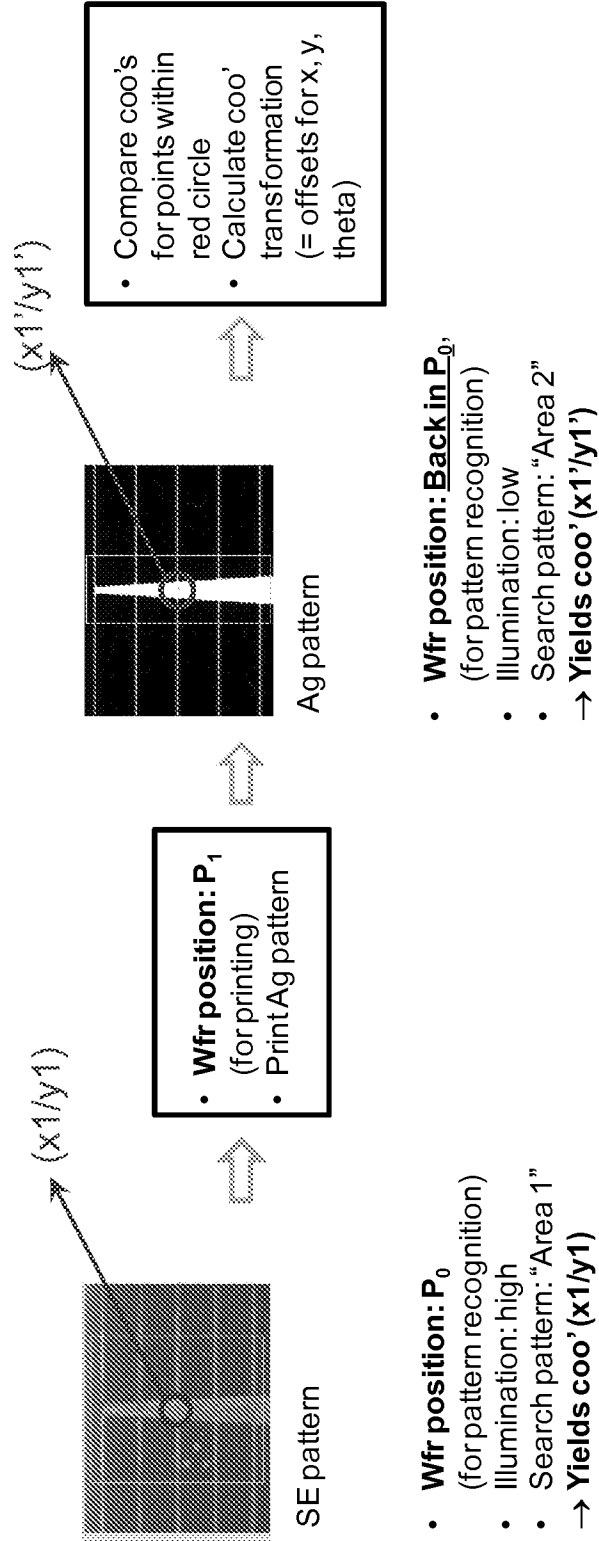 (x1/y1)
SE pattern
• Wfr position: P₀
(for pattern recognition)
• Illumination: high
• Search pattern: “Area 1”
→ Yields coo’ (x1/y1)
• Wfr position: P₁
(for printing)
• Print Ag pattern
(x1’/y1’)
Ag pattern
• Wfr position: Back in P₀,
(for pattern recognition)
• Illumination: low
• Search pattern: “Area 2”
→ Yields coo’ (x1’/y1’)
• Compare coo’s
for points within
red circle
• Calculate coo’
transformation
(= offsets for x, y,
theta)